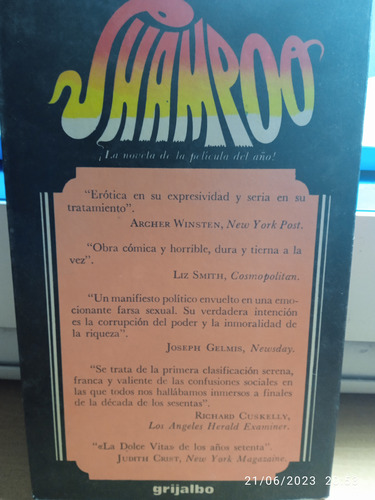 SHAMPOO
¡La novela de la película del año!
“Erótica en su expresividad y seria en su
tratamiento”.
ARCHER WINSTEN, New York Post.
“Obra cómica y horrible, dura y tierna a la
vez”.
LIZ SMITH, Cosmopolitan.
“Un manifiesto político envuelto en una emo-
cionante farsa sexual. Su verdadera intención
es la corrupción del poder y la inmoralidad de
la riqueza”.
JOSEPH GELMIS, Newsday.
“Se trata de la primera clasificación serena,
franca y valiente de las confusiones sociales en
las que todos nos hallábamos inmersos a finales
de la década de los sesentas”.
RICHARD CUSKELLY,
Los Angeles Herald Examiner.
“«La Dolce Vita» de los años setenta”.
JUDITH CRIST, New York Magazine.
grijalbo
21/06/2023